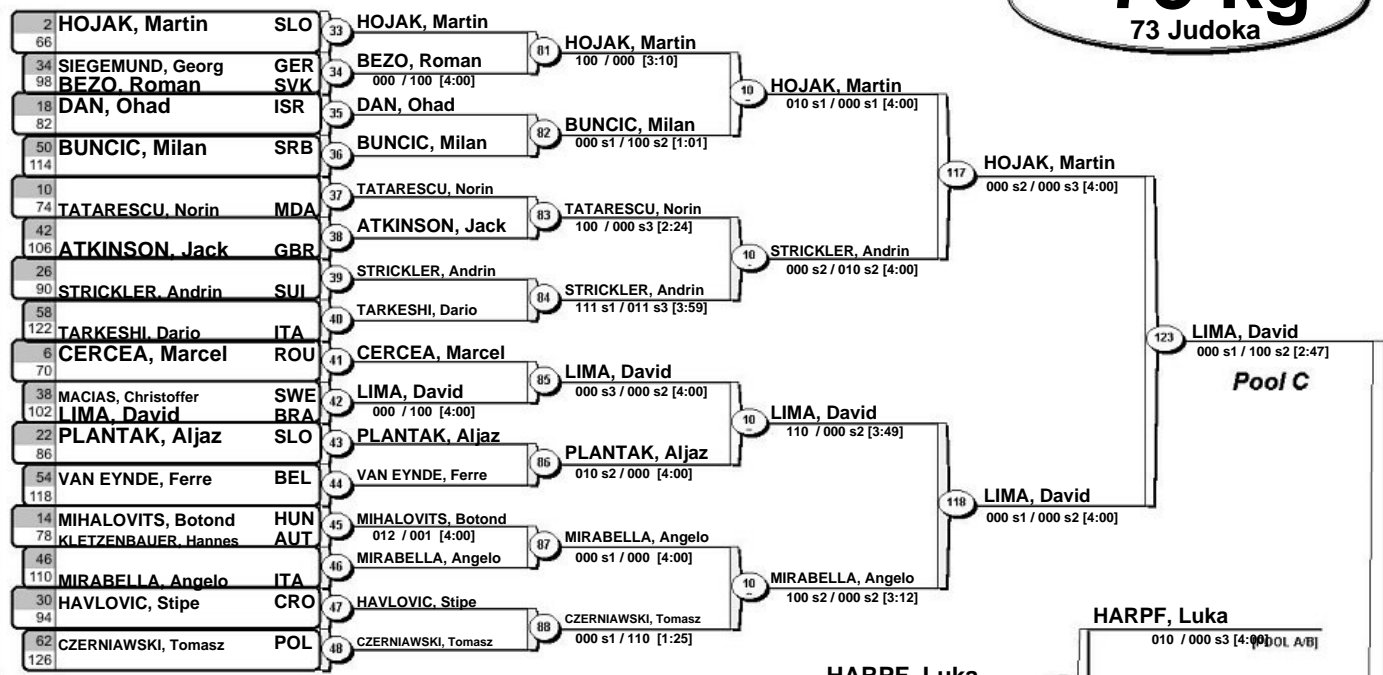 73 Judoka
2 HOJAK, Martin SLO
66
34 SIEGEMUND, Georg GER
98 BEZO, Roman SVK
18 DAN, Ohad ISR
82
50 BUNCIC, Milan SRB
114
10
74 TATARESCU, Norin MDA
42
106 ATKINSON, Jack GBR
26
90 STRICKLER, Andrin SUI
58
122 TARKESHI, Dario ITA
6 CERCEA, Marcel ROU
70
38 MACIAS, Christoffer SWE
102 LIMA, David BRA
22 PLANTAK, Aljaz SLO
86
54 VAN EYNDE, Ferre BEL
118
14 MIHALOVITS, Botond HUN
78 KLETZENBAUER, Hannes AUT
46
110 MIRABELLA, Angelo ITA
30 HAVLOVIC, Stipe CRO
94
62 CZERNIAWSKI, Tomasz POL
126
33 HOJAK, Martin
34 BEZO, Roman
000 / 100 [4:00]
35 DAN, Ohad
36 BUNCIC, Milan
37 TATARESCU, Norin
38 ATKINSON, Jack
39 STRICKLER, Andrin
40 TARKESHI, Dario
41 CERCEA, Marcel
42 LIMA, David
000 / 100 [4:00]
43 PLANTAK, Aljaz
44 VAN EYNDE, Ferre
45 MIHALOVITS, Botond
012 / 001 [4:00]
46 MIRABELLA, Angelo
47 HAVLOVIC, Stipe
48 CZERNIAWSKI, Tomasz
81 HOJAK, Martin
100 / 000 [3:10]
82 BUNCIC, Milan
000 s1 / 100 s2 [1:01]
83 TATARESCU, Norin
100 / 000 s3 [2:24]
84 STRICKLER, Andrin
111 s1 / 011 s3 [3:59]
85 LIMA, David
000 s3 / 000 s2 [4:00]
86 PLANTAK, Aljaz
010 s2 / 000 [4:00]
87 MIRABELLA, Angelo
000 s1 / 000 [4:00]
88 CZERNIAWSKI, Tomasz
000 s1 / 110 [1:25]
10 HOJAK, Martin
010 s1 / 000 s1 [4:00]
10 STRICKLER, Andrin
000 s2 / 010 s2 [4:00]
10 LIMA, David
110 / 000 s2 [3:49]
10 MIRABELLA, Angelo
100 s2 / 000 s2 [3:12]
117 HOJAK, Martin
000 s2 / 000 s3 [4:00]
118 LIMA, David
000 s1 / 000 s2 [4:00]
123 LIMA, David
000 s1 / 100 s2 [2:47]
Pool C
HARPF, Luka
010 / 000 s3 [4:00]
[POOL A/B]
HARPF, Luka